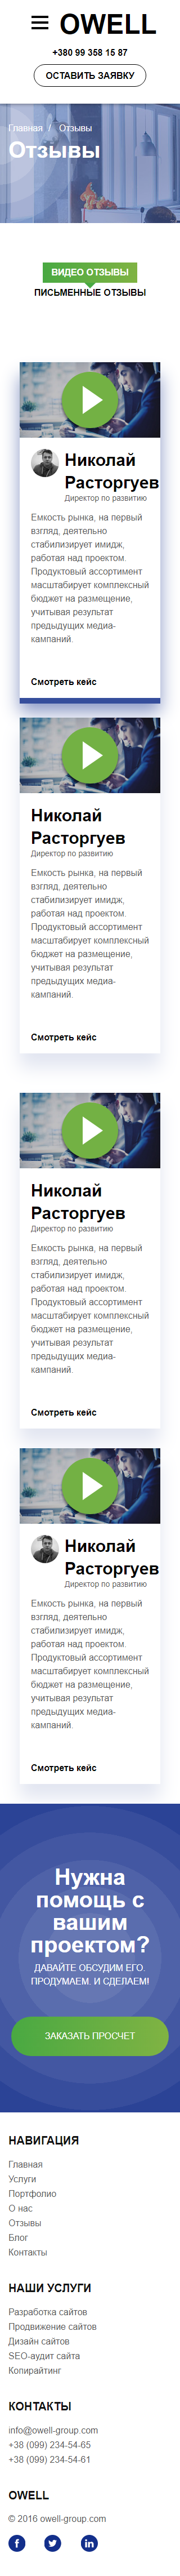 OWELL
+380 99 358 15 87
ОСТАВИТЬ ЗАЯВКУ
Главная / Отзывы
Отзывы
ВИДЕО ОТЗЫВЫ
ПИСЬМЕННЫЕ ОТЗЫВЫ
Николай
Расторгуев
Директор по развитию
Емкость рынка, на первый
взгляд, деятельно
стабилизирует имидж,
работая над проектом.
Продуктовый ассортимент
масштабирует комплексный
бюджет на размещение,
учитывая результат
предыдущих медиа-
кампаний.
Смотреть кейс
Николай
Расторгуев
Директор по развитию
Емкость рынка, на первый
взгляд, деятельно
стабилизирует имидж,
работая над проектом.
Продуктовый ассортимент
масштабирует комплексный
бюджет на размещение,
учитывая результат
предыдущих медиа-
кампаний.
Смотреть кейс
Николай
Расторгуев
Директор по развитию
Емкость рынка, на первый
взгляд, деятельно
стабилизирует имидж,
работая над проектом.
Продуктовый ассортимент
масштабирует комплексный
бюджет на размещение,
учитывая результат
предыдущих медиа-
кампаний.
Смотреть кейс
Николай
Расторгуев
Директор по развитию
Емкость рынка, на первый
взгляд, деятельно
стабилизирует имидж,
работая над проектом.
Продуктовый ассортимент
масштабирует комплексный
бюджет на размещение,
учитывая результат
предыдущих медиа-
кампаний.
Смотреть кейс
Нужна
помощь с
вашим
проектом?
ДАВАЙТЕ ОБСУДИМ ЕГО.
ПРОДУМАЕМ. И СДЕЛАЕМ!
ЗАКАЗАТЬ ПРОСЧЕТ
НАВИГАЦИЯ
Главная
Услуги
Портфолио
О нас
Отзывы
Блог
Контакты
НАШИ УСЛУГИ
Разработка сайтов
Продвижение сайтов
Дизайн сайтов
SEO-аудит сайта
Копирайтинг
КОНТАКТЫ
info@owell-group.com
+38 (099) 234-54-65
+38 (099) 234-54-61
OWELL
© 2016 owell-group.com